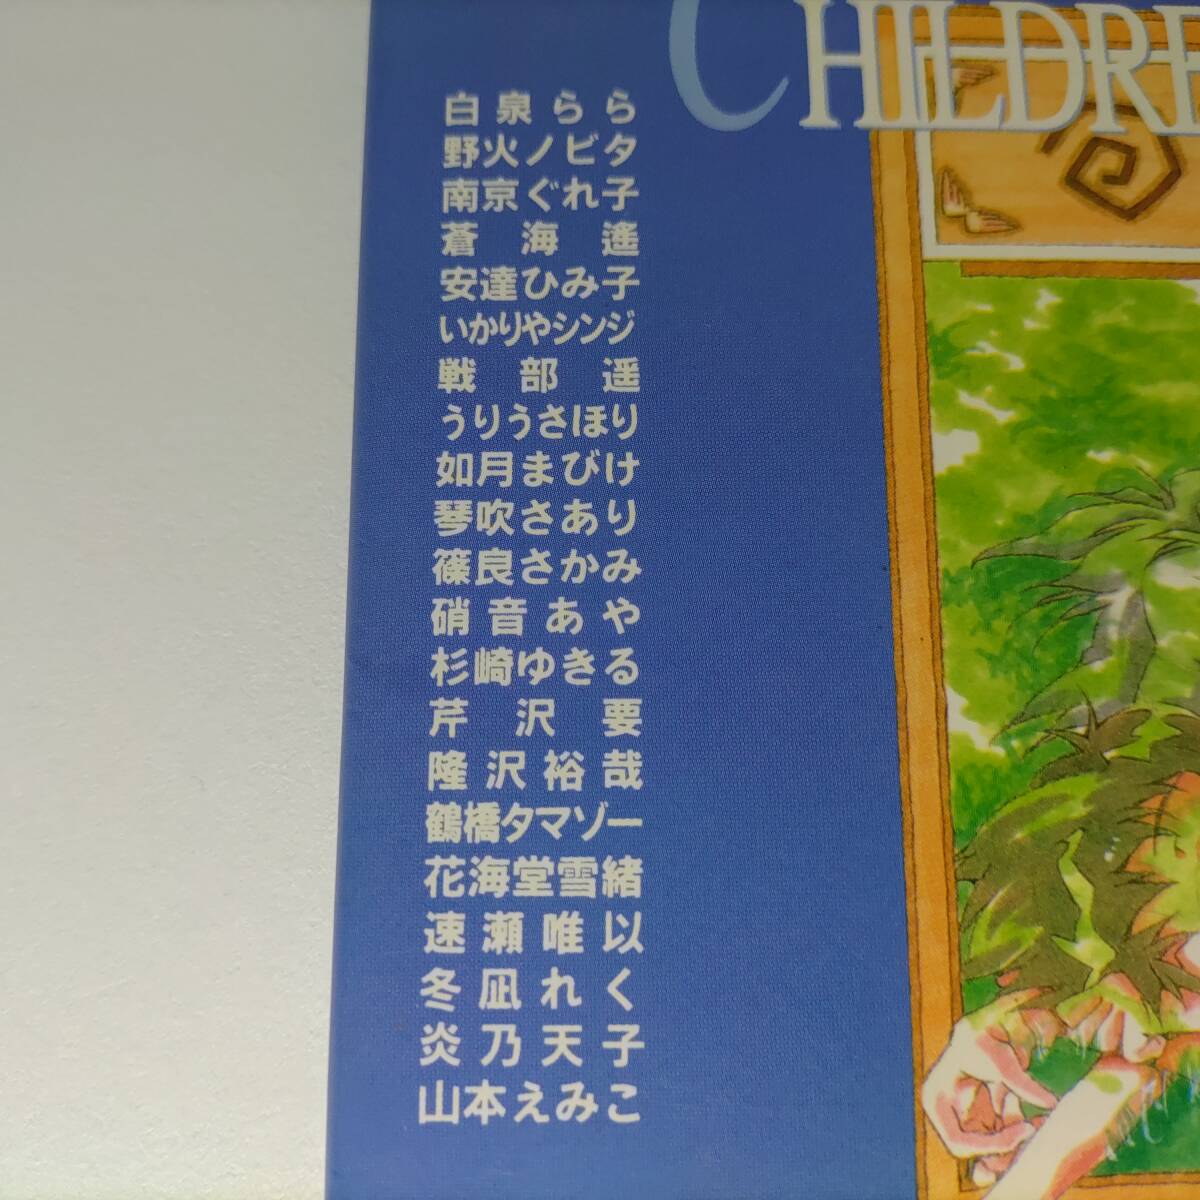 CHILDRE
白泉らら
野火ノビタ
南京ぐれ子
蒼海遙
安達ひみ子
いかりやシンジ
戦部遥
うりうさほり
如月まびけ
琴吹さあり
篠良さかみ
硝音あや
杉崎ゆきる
芹沢要
隆沢裕哉
鶴橋タマゾー
花海堂雪緒
速瀬唯以
冬凪れく
炎乃天子
山本えみこ